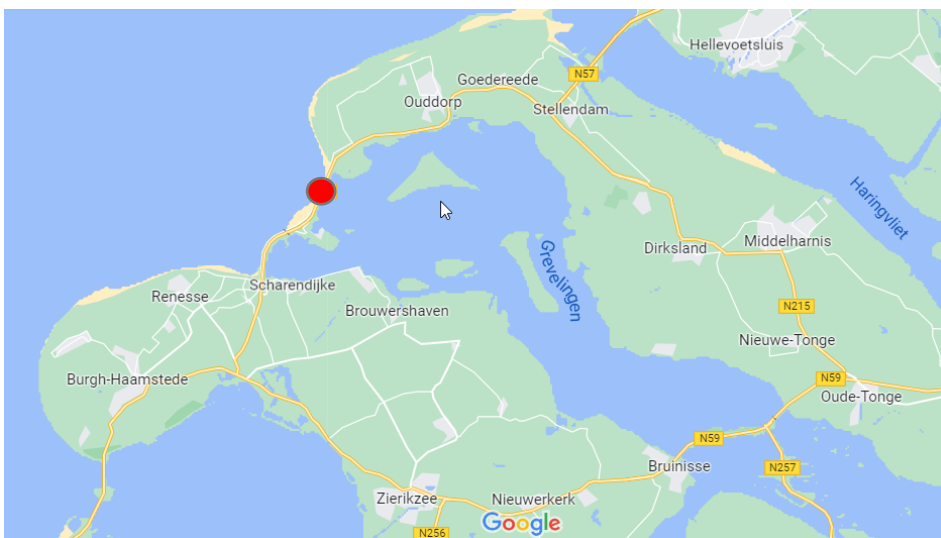 Hellevoetsluis
N57
Goedereede
Ouddorp
Stellendam
Haringvliet
Middelharnis
Dirksland
Grevelingen
Scharendijke
Renesse
Brouwershaven
N215
Nieuwe-Tonge
Burgh-Haamstede
N59
Oude-Tonge
N59
Bruinisse
N257
Zierikzee
Nieuwerkerk
Google
N256